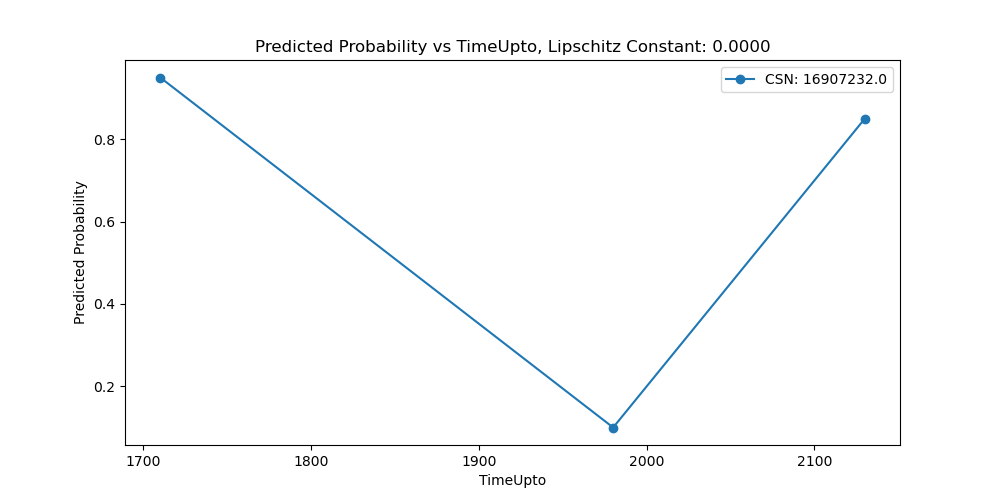 Predicted Probability vs TimeUpto, Lipschitz Constant: 0.0000
CSN: 16907232.0
Predicted Probability
0.8
0.6
0.4
0.2
1700 1800 1900 2000 2100
TimeUpto